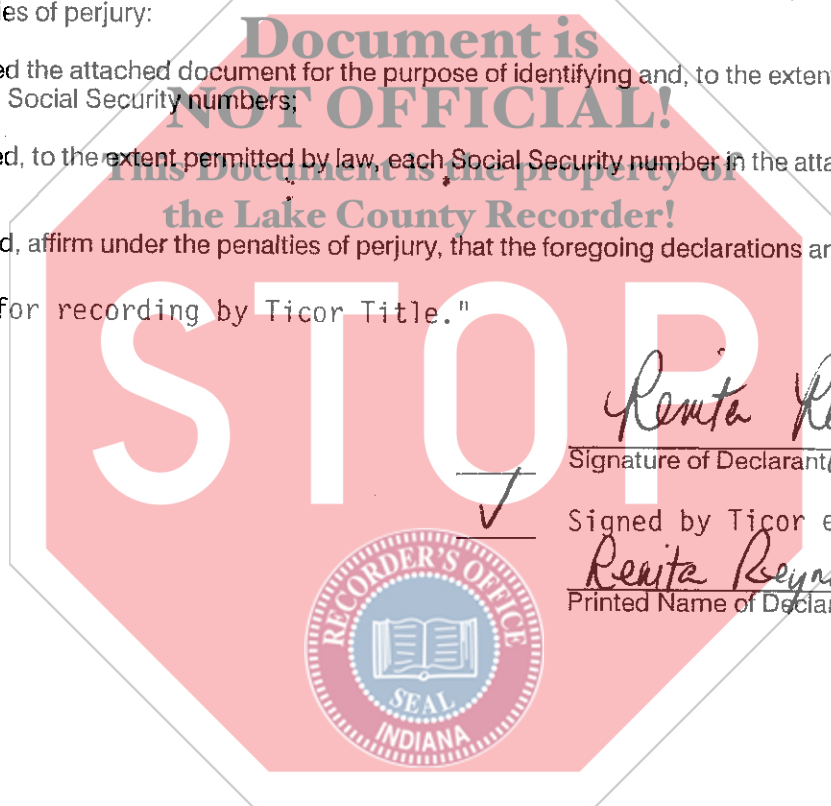 es of perjury:
Document is
ed the attached document for the purpose of identifying and, to the extent
Social Security numbers;
NOT OFFICIAL!
ed, to the extent permitted by law, each Social Security number in the atta
This Document is the property of
the Lake County Recorder!
d, affirm under the penalties of perjury, that the foregoing declarations ar
for recording by Ticor Title."
STOP
Renita Re
Signature of Declarant
Signed by Ticor e
Renita Reyn
Printed Name of Declar
RECORDER'S OFFICE
SEAL
INDIANA